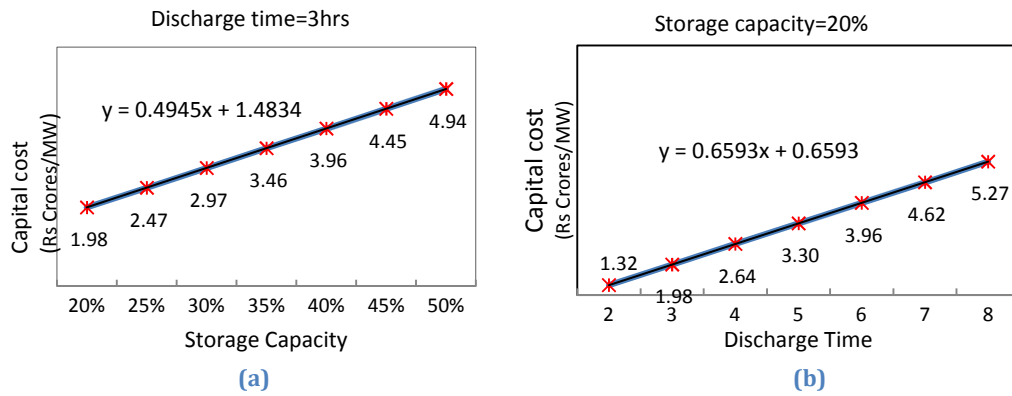 Discharge time=3hrs
y = 0.4945x + 1.4834
1.98
2.47
2.97
3.46
3.96
4.45
4.94
Capital cost
(Rs Crores/MW)
20% 25% 30% 35% 40% 45% 50%
Storage Capacity
(a)
Storage capacity=20%
y = 0.6593x + 0.6593
1.32
1.98
2.64
3.30
3.96
4.62
5.27
Capital cost
(Rs Crores/MW)
2 3 4 5 6 7 8
Discharge Time
(b)